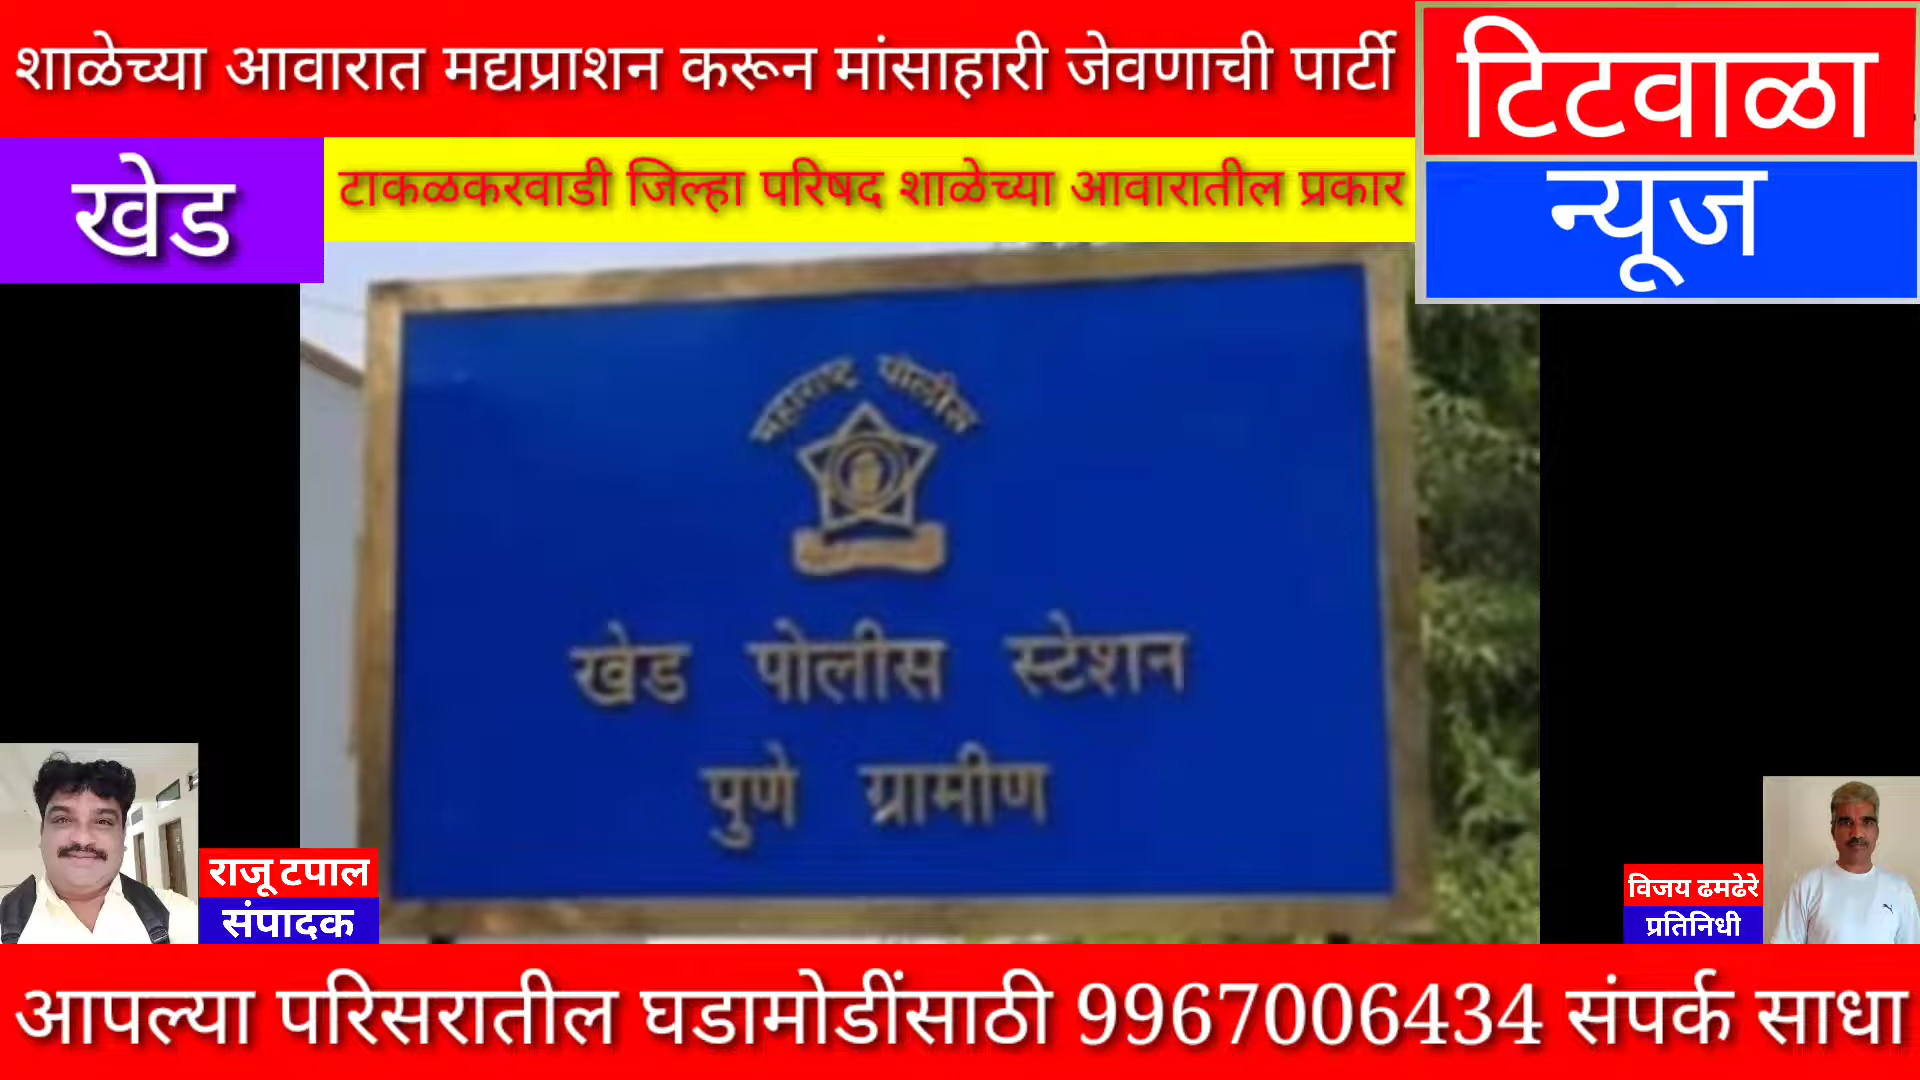 शाळेच्या आवारात मद्यप्राशन करून मांसाहारी जेवणाची पार्टी
टिटवाळा
न्यूज
खेड
टाकळकरवाडी जिल्हा परिषद शाळेच्या आवारातील प्रकार
महाराष्ट्र पोलीस
खेड पोलीस स्टेशन
पुणे ग्रामीण
राजू टपाल
संपादक
विजय ढमढेरे
प्रतिनिधी
आपल्या परिसरातील घडामोडींसाठी 9967006434 संपर्क साधा